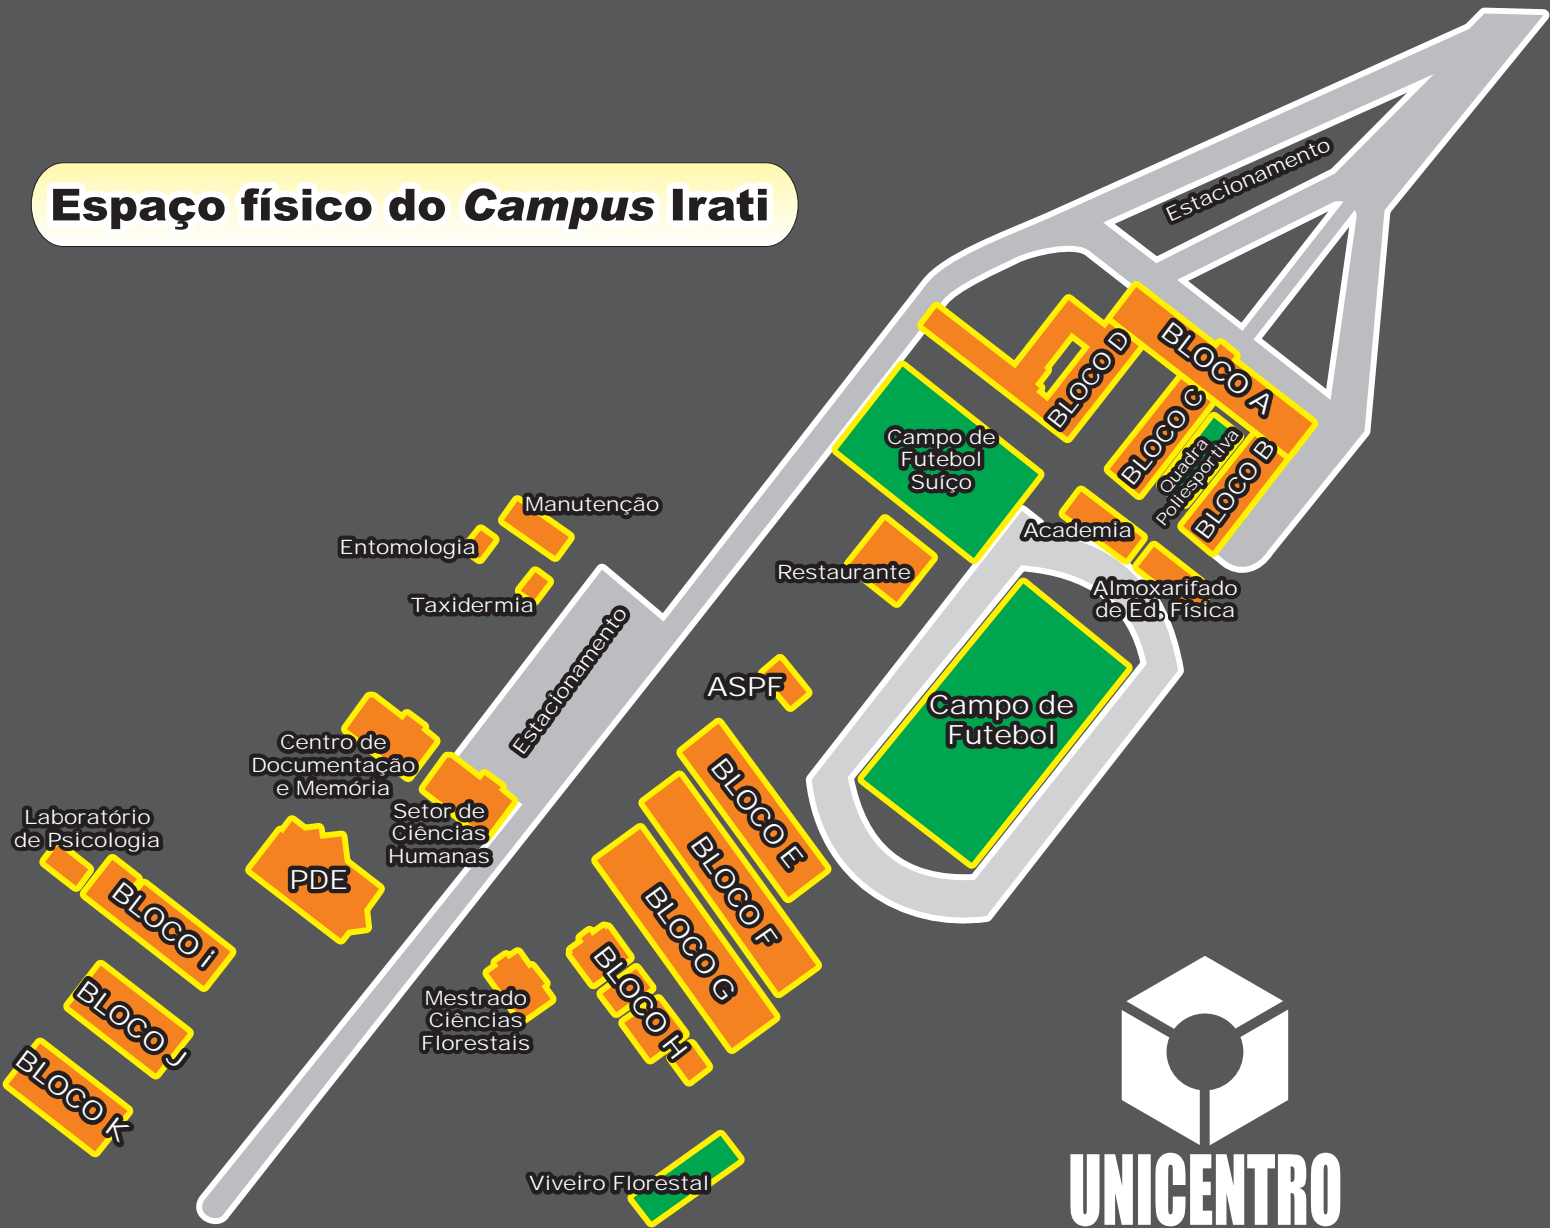 Espaço físico do Campus Irati
Estacionamento
BLOCO A
BLOCO D
BLOCO C
Quadra
Poliesportiva
BLOCO B
Campo de
Futebol
Suíço
Academia
Almoxarifado
de Ed. Física
Restaurante
Manutenção
Entomologia
Taxidermia
Estacionamento
ASPF
Campo de
Futebol
Centro de
Documentação
e Memória
Setor de
Ciências
Humanas
Laboratório
de Psicologia
PDE
BLOCO E
BLOCO F
BLOCO G
BLOCO H
BLOCO I
BLOCO J
BLOCO K
Mestrado
Ciências
Florestais
Viveiro Florestal
UNICENTRO